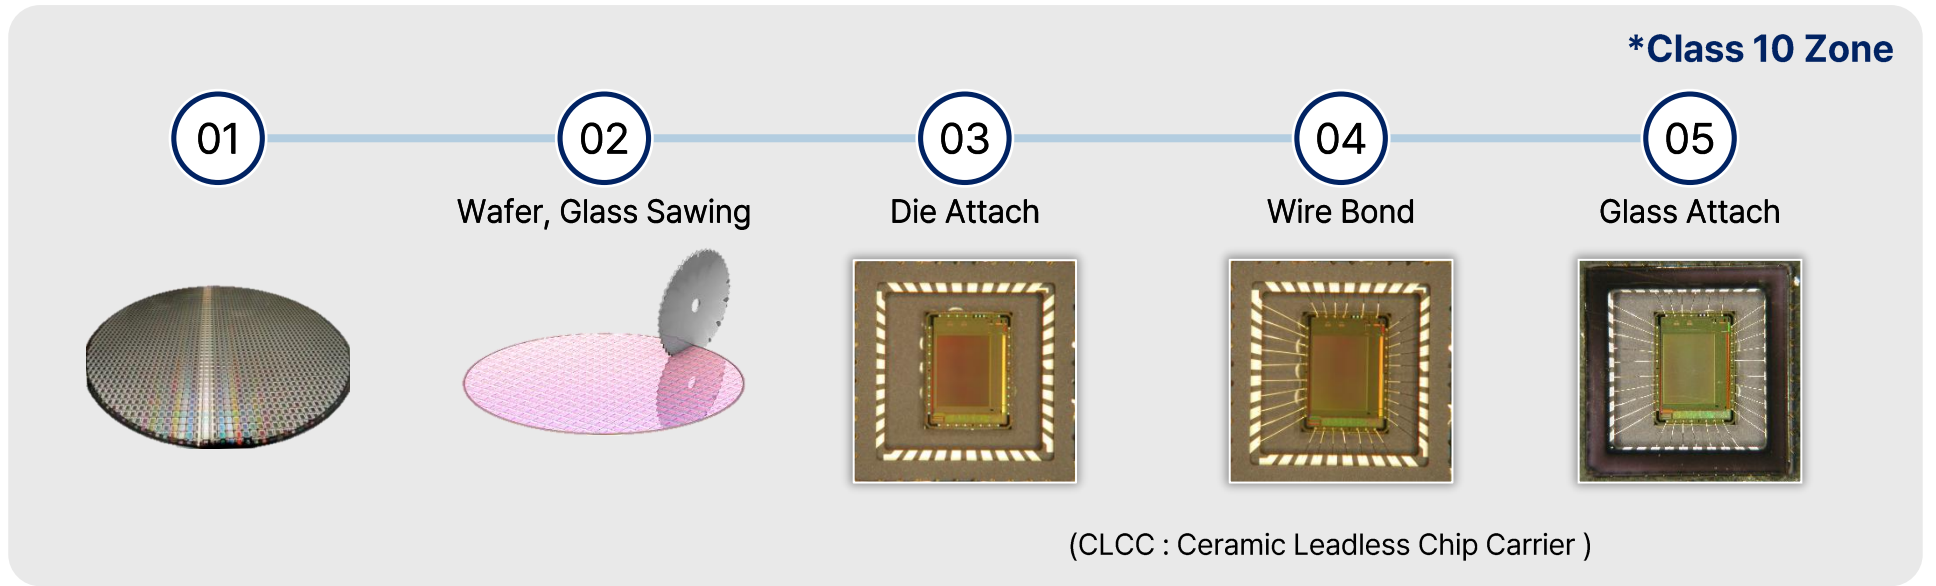 *Class 10 Zone
01
02
03
04
05
Wafer, Glass Sawing
Die Attach
Wire Bond
Glass Attach
(CLCC : Ceramic Leadless Chip Carrier )